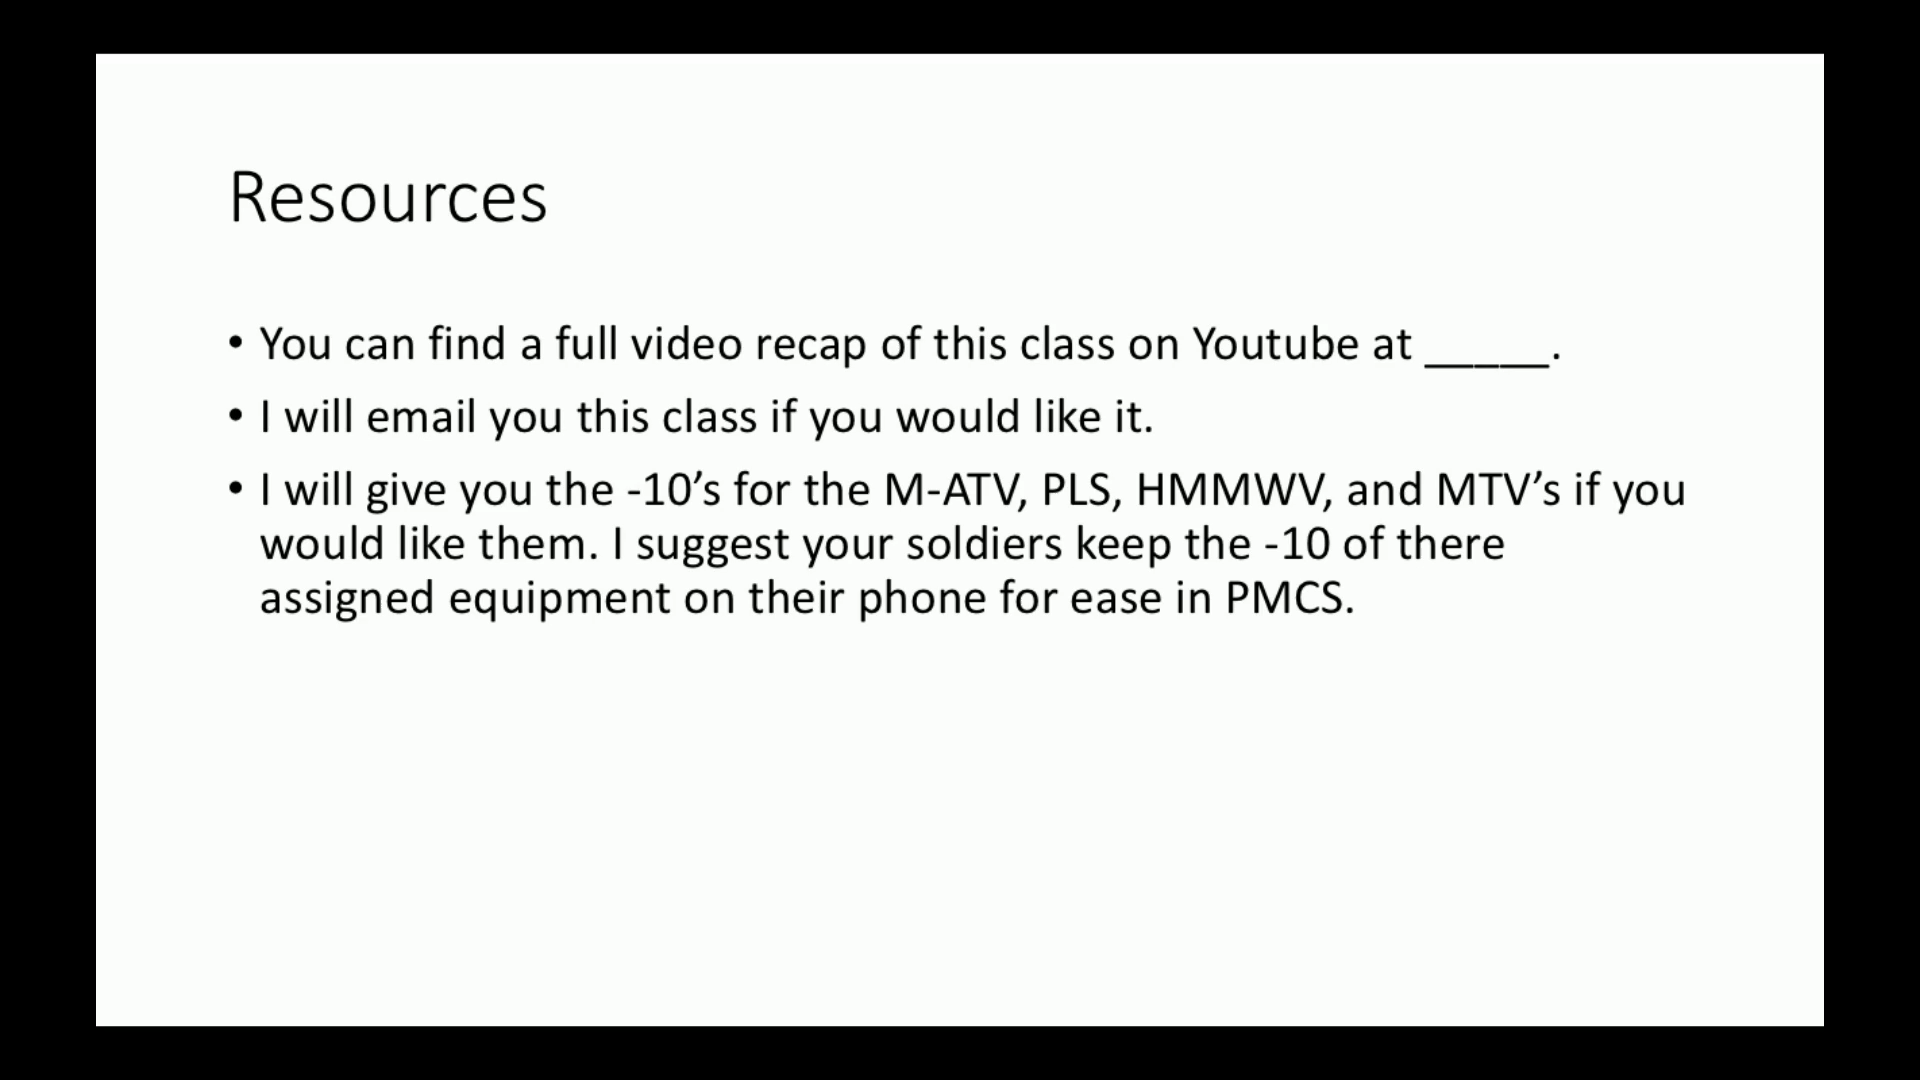 Resources
• You can find a full video recap of this class on Youtube at _____.
• I will email you this class if you would like it.
• I will give you the -10’s for the M-ATV, PLS, HMMWV, and MTV’s if you
would like them. I suggest your soldiers keep the -10 of there
assigned equipment on their phone for ease in PMCS.